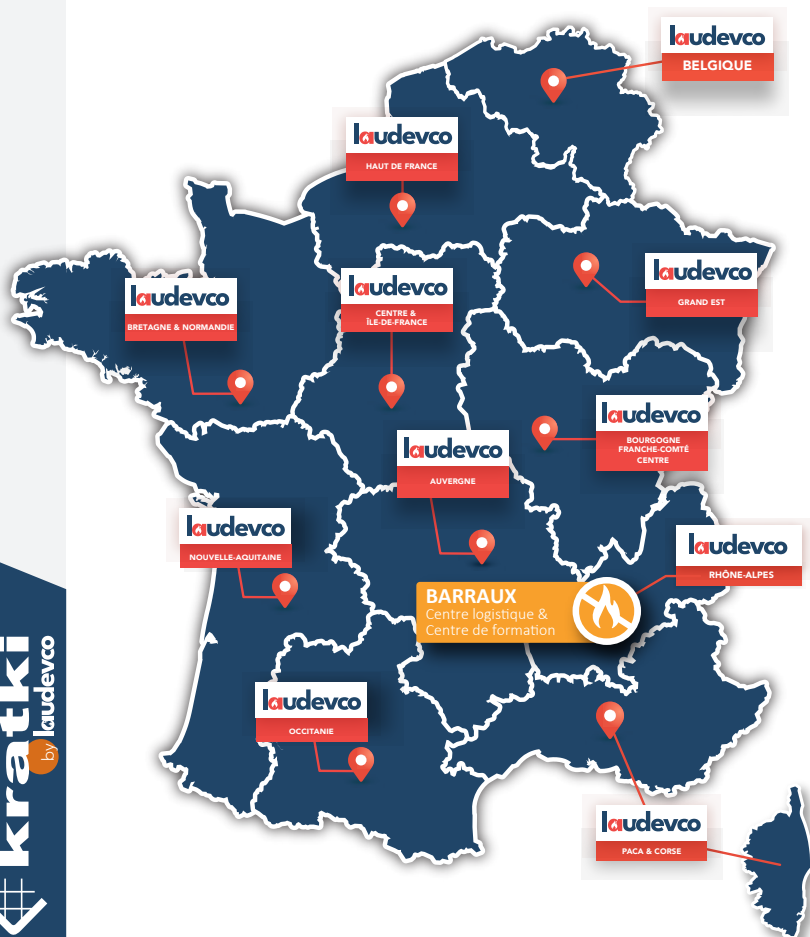 laudevco
BELGIQUE
laudevco
HAUT DE FRANCE
laudevco
GRAND EST
laudevco
CENTRE &
ÎLE-DE-FRANCE
laudevco
BRETAGNE & NORMANDIE
laudevco
BOURGOGNE
FRANCHE-COMTÉ
CENTRE
laudevco
AUVERGNE
laudevco
NOUVELLE-AQUITAINE
laudevco
RHÔNE-ALPES
BARRAUX
Centre logistique &
Centre de formation
laudevco
OCCITANIE
laudevco
PACA & CORSE
kratki
by laudevco